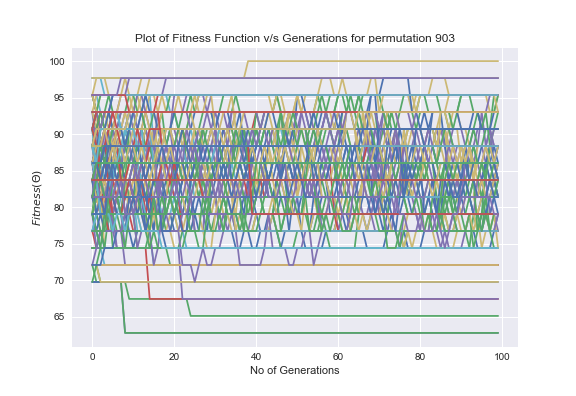 Plot of Fitness Function v/s Generations for permutation 903
100
95
90
85
80
75
70
65
Fitness(Θ)
0 20 40 60 80 100
No of Generations